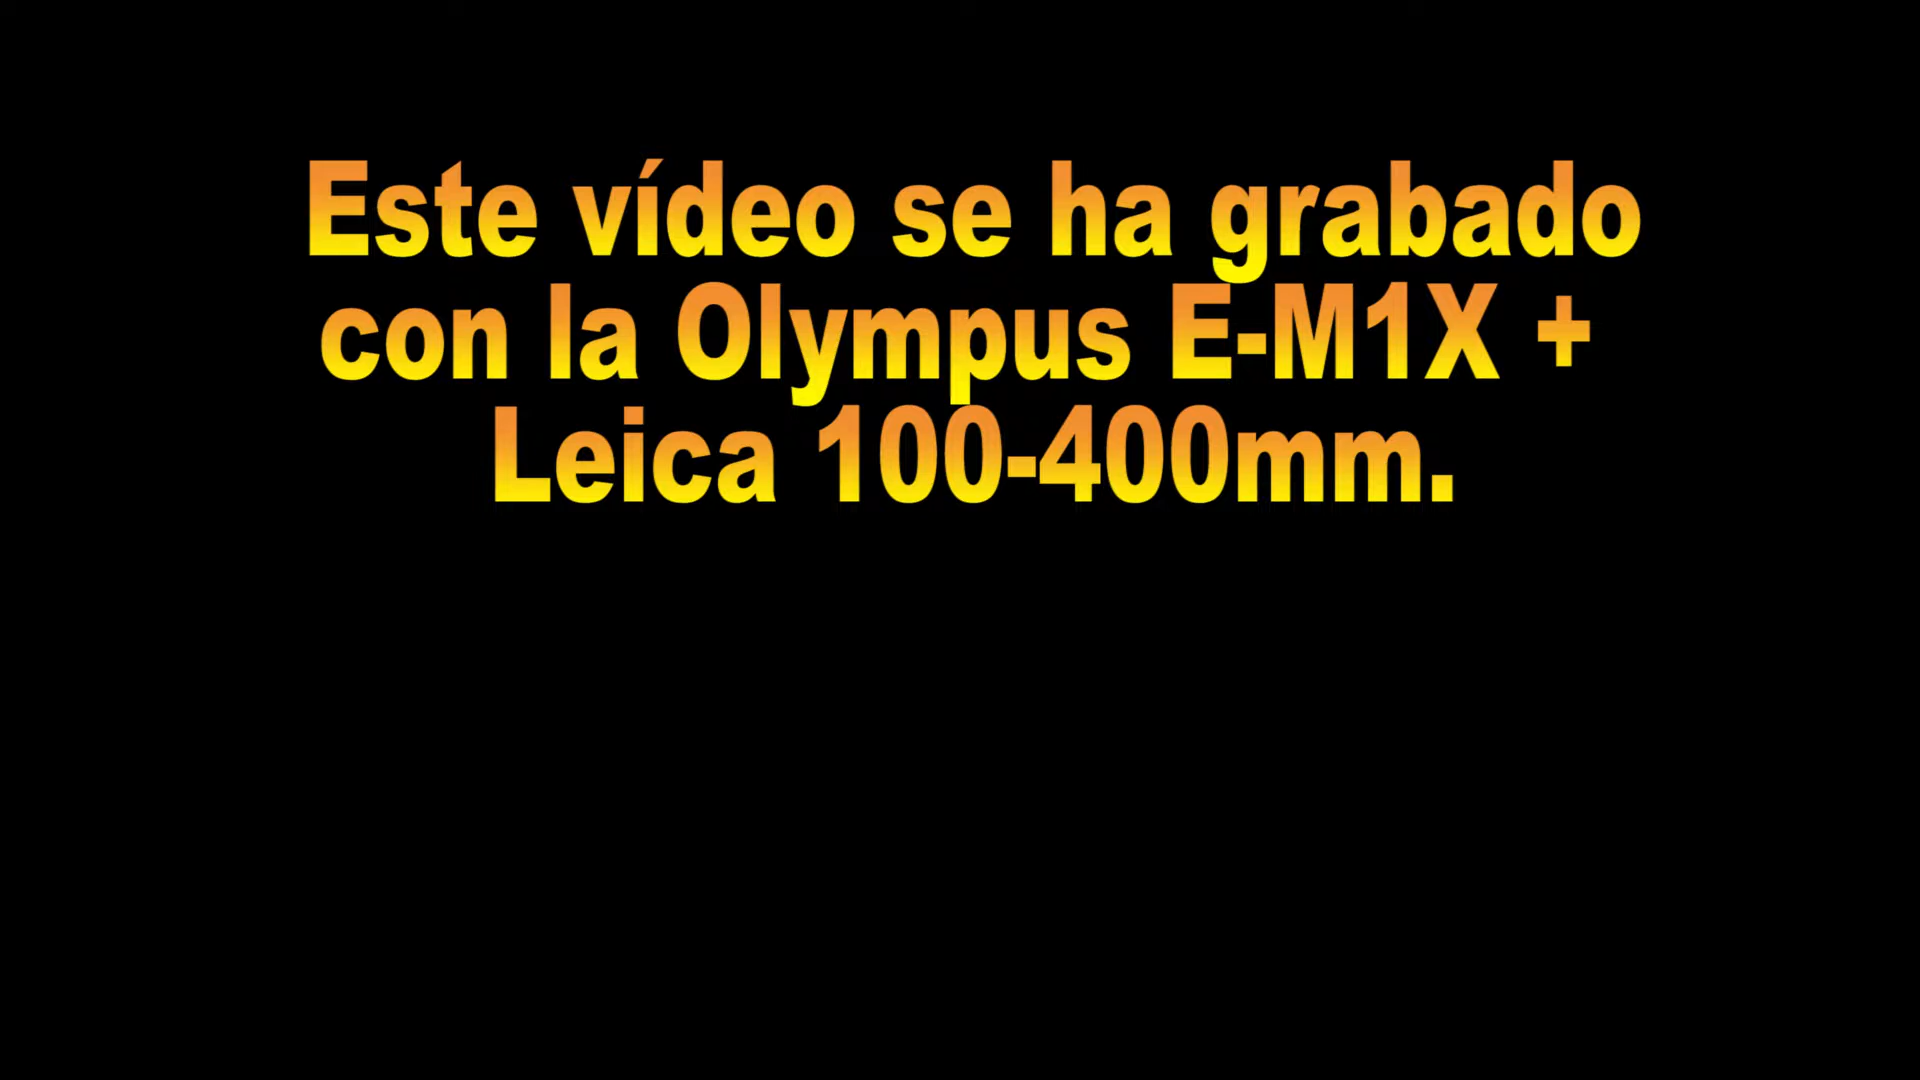 Este vídeo se ha grabado
con la Olympus E-M1X +
Leica 100-400mm.